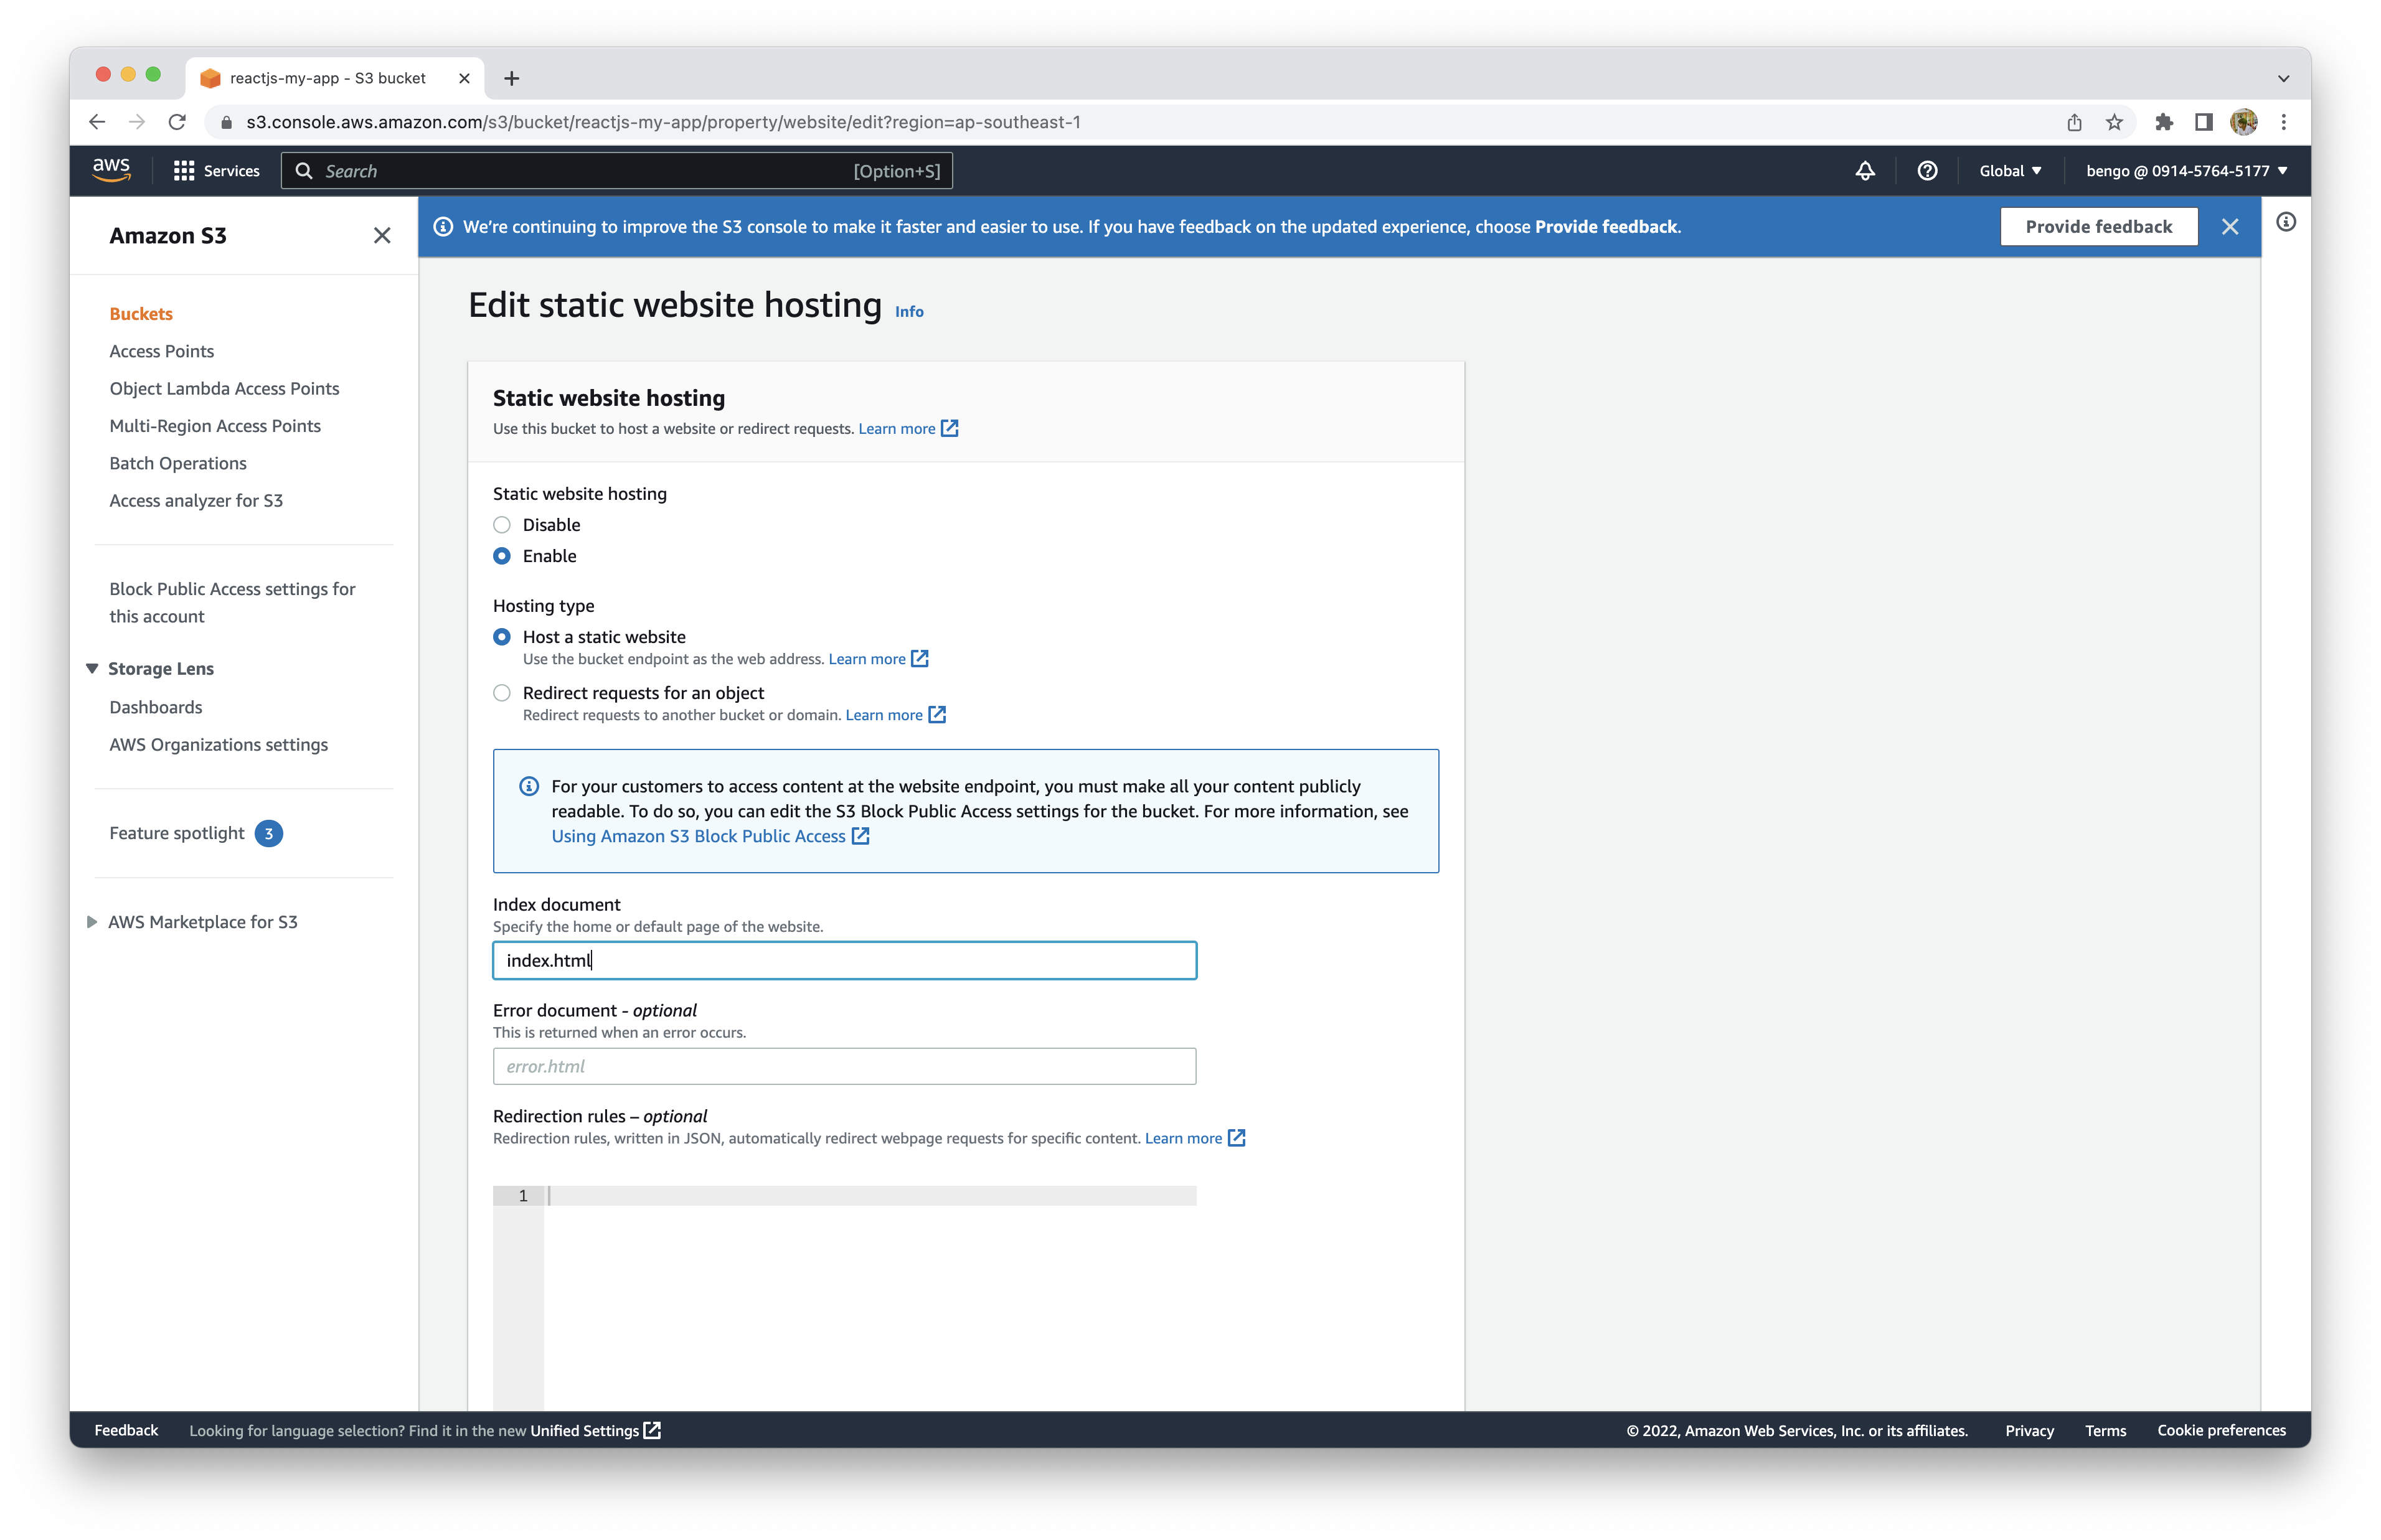 reactjs-my-app - S3 bucket
s3.console.aws.amazon.com/s3/bucket/reactjs-my-app/property/website/edit?region=ap-southeast-1
aws
Services
Search
[Option+S]
Global
bengo @ 0914-5764-5177
Amazon S3
We're continuing to improve the S3 console to make it faster and easier to use. If you have feedback on the updated experience, choose Provide feedback.
Provide feedback
Buckets
Access Points
Object Lambda Access Points
Multi-Region Access Points
Batch Operations
Access analyzer for S3
Block Public Access settings for
this account
Storage Lens
Dashboards
AWS Organizations settings
Feature spotlight 3
AWS Marketplace for S3
Edit static website hosting Info
Static website hosting
Use this bucket to host a website or redirect requests. Learn more
Static website hosting
Disable
Enable
Hosting type
Host a static website
Use the bucket endpoint as the web address. Learn more
Redirect requests for an object
Redirect requests to another bucket or domain. Learn more
For your customers to access content at the website endpoint, you must make all your content publicly
readable. To do so, you can edit the S3 Block Public Access settings for the bucket. For more information, see
Using Amazon S3 Block Public Access
Index document
Specify the home or default page of the website.
index.html
Error document - optional
This is returned when an error occurs.
error.html
Redirection rules – optional
Redirection rules, written in JSON, automatically redirect webpage requests for specific content. Learn more
1
Feedback
Looking for language selection? Find it in the new Unified Settings
© 2022, Amazon Web Services, Inc. or its affiliates.
Privacy
Terms
Cookie preferences